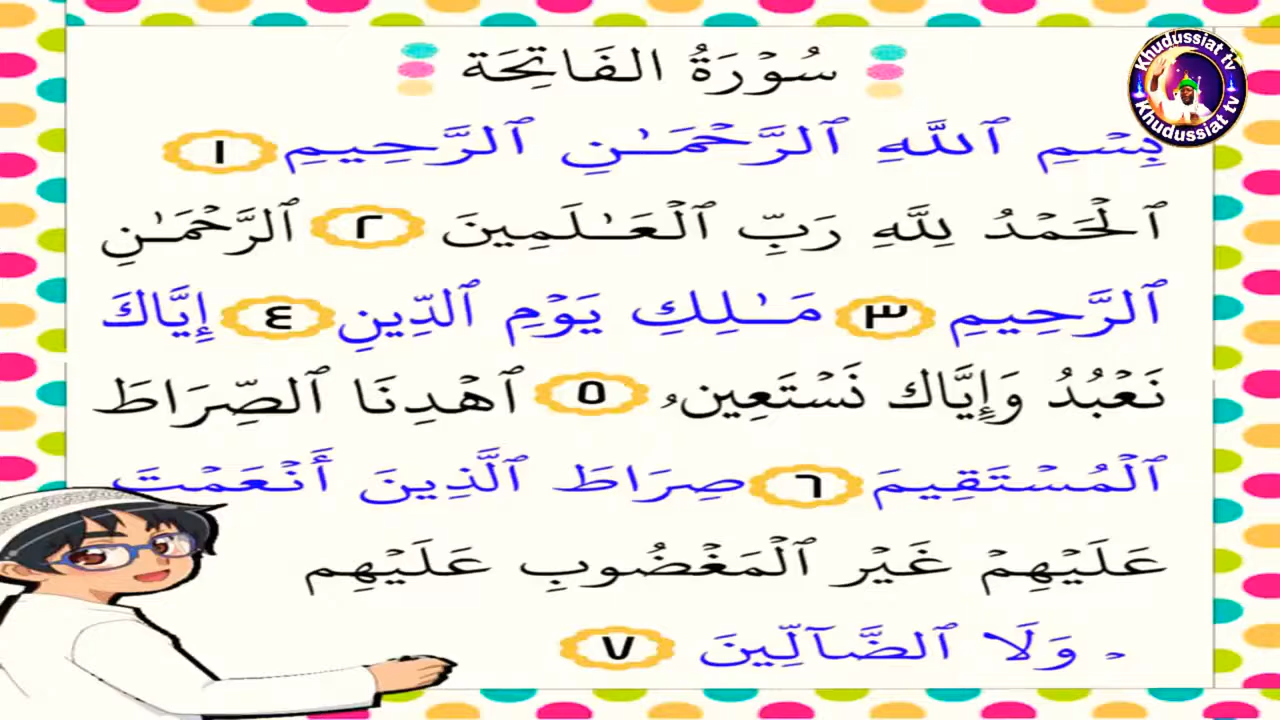 سُوۡرَةُ الفَاتِحَة
Khudussiat tv
Khudussiat tv
بِسۡمِ ٱللَّهِ ٱلرَّحۡمَـٰنِ ٱلرَّحِيمِ ١
ٱلۡحَمۡدُ لِلَّهِ رَبِّ ٱلۡعَـٰلَمِينَ ٢ ٱلرَّحۡمَـٰنِ
ٱلرَّحِيمِ ٣ مَـٰلِكِ يَوۡمِ ٱلدِّينِ ٤ إِيَّاكَ
نَعۡبُدُ وَإِيَّاك نَسۡتَعِينُ ٥ ٱهۡدِنَا ٱلصِّرَاطَ
ٱلۡمُسۡتَقِيمَ ٦ صِرَاطَ ٱلَّذِينَ أَنۡعَمۡتَ
عَلَيۡهِمۡ غَيۡر ٱلۡمَغۡضُوبِ عَلَيۡهِم
وَلَا ٱلضَّآلِّينَ ٧